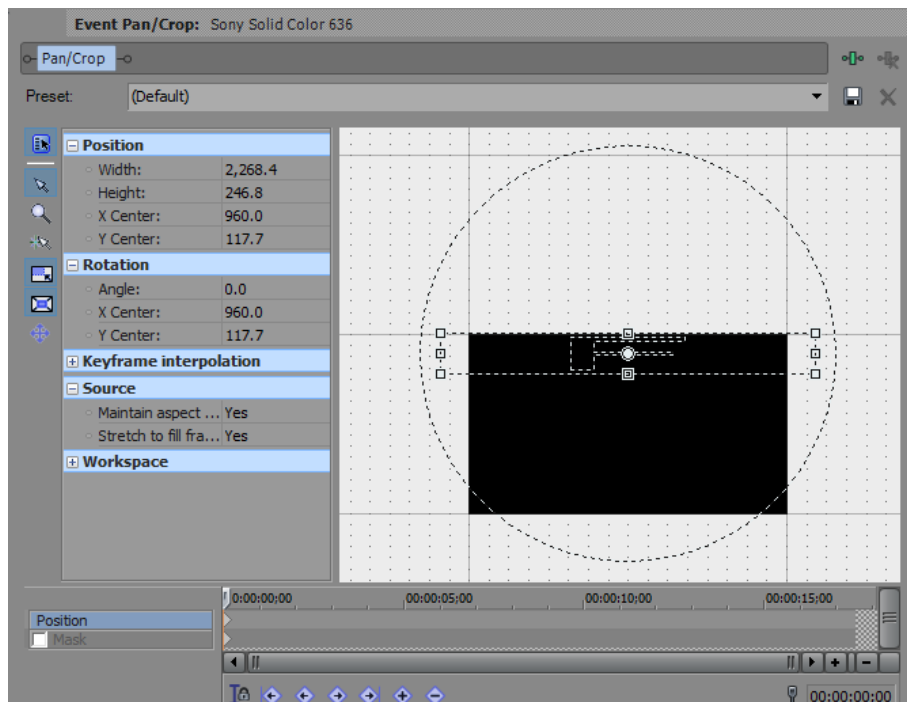 Event Pan/Crop: Sony Solid Color 636
Pan/Crop
Preset: (Default)
Position
Width: 2,268.4
Height: 246.8
X Center: 960.0
Y Center: 117.7
Rotation
Angle: 0.0
X Center: 960.0
Y Center: 117.7
Keyframe interpolation
Source
Maintain aspect ... Yes
Stretch to fill fra... Yes
Workspace
0:00:00;00 00:00:05;00 00:00:10;00 00:00:15;00
Position
Mask
00:00:00;00